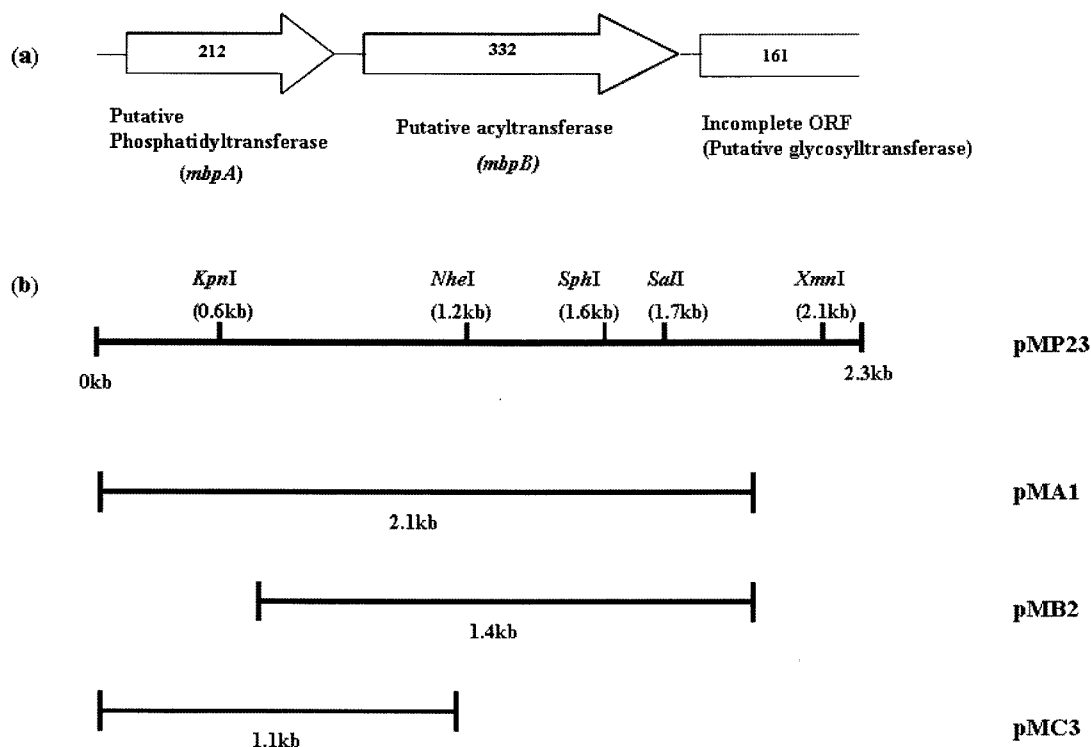 (a)
212
332
161
Putative
Phosphatidyltransferase
(mbpA)
Putative acyltransferase
(mbpB)
Incomplete ORF
(Putative glycosylltransferase)
(b)
KpnI
(0.6kb)
NheI
(1.2kb)
SphI
(1.6kb)
SalI
(1.7kb)
XmnI
(2.1kb)
pMP23
0kb
2.3kb
pMA1
2.1kb
pMB2
1.4kb
pMC3
1.1kb